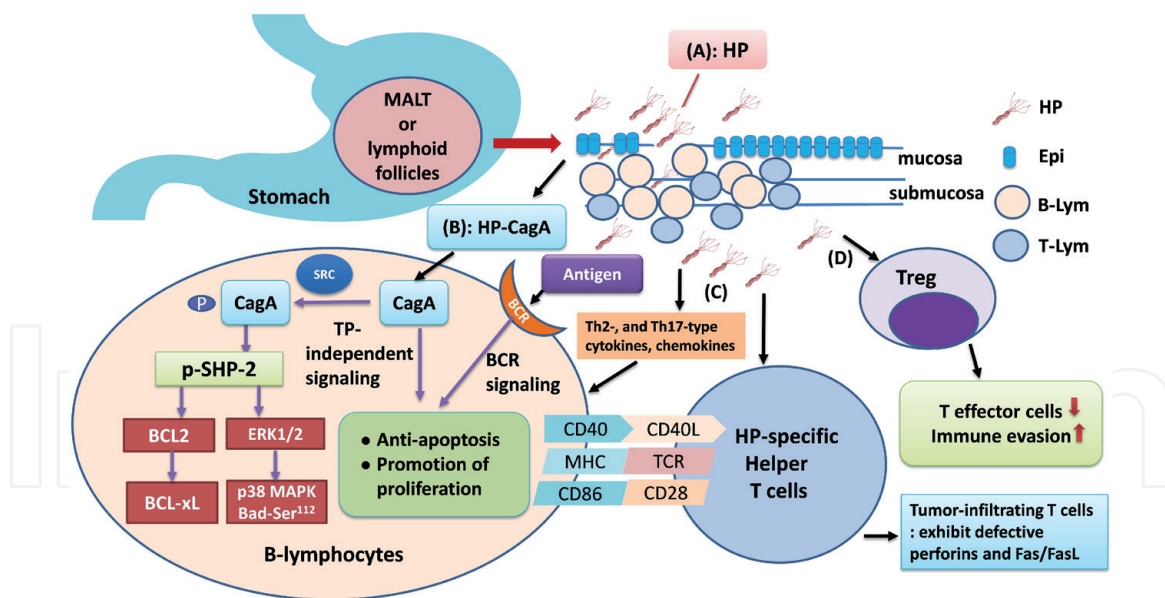 (A): HP
MALT
or
lymphoid
follicles
Stomach
HP
Epi
B-Lym
T-Lym
mucosa
submucosa
(B): HP-CagA
Antigen
BCR
SRC
P
CagA
CagA
TP-
independent
signaling
BCR
signaling
p-SHP-2
BCL2
ERK1/2
BCL-xL
p38 MAPK
Bad-Ser¹¹²
● Anti-apoptosis
● Promotion of
proliferation
B-lymphocytes
(C)
Th2-, and Th17-type
cytokines, chemokines
CD40
CD40L
MHC
TCR
CD86
CD28
HP-specific
Helper
T cells
(D)
Treg
T effector cells
Immune evasion
Tumor-infiltrating T cells
: exhibit defective
perforins and Fas/FasL